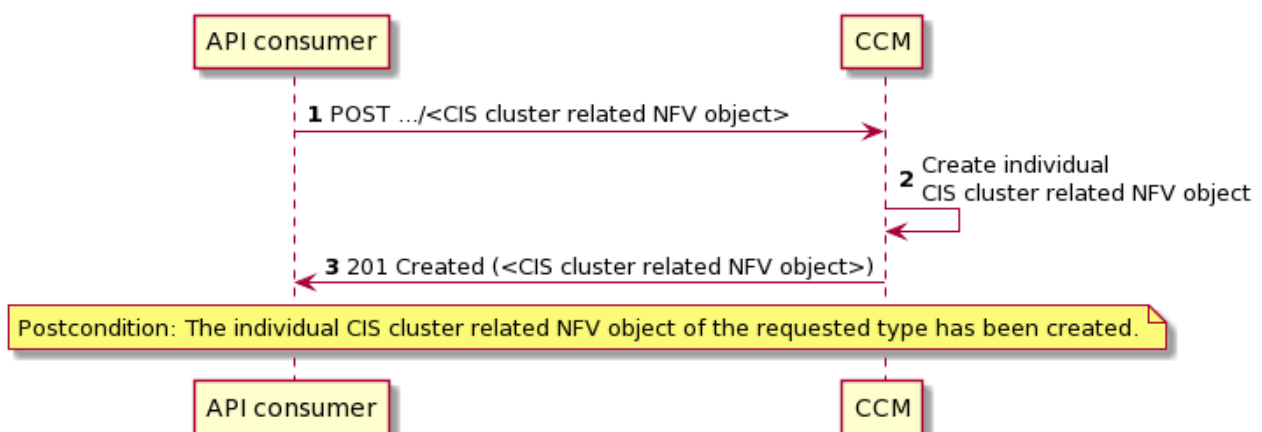 API consumer
CCM
1 POST .../<CIS cluster related NFV object>
2 Create individual
CIS cluster related NFV object
3 201 Created (<CIS cluster related NFV object>)
Postcondition: The individual CIS cluster related NFV object of the requested type has been created.
API consumer
CCM